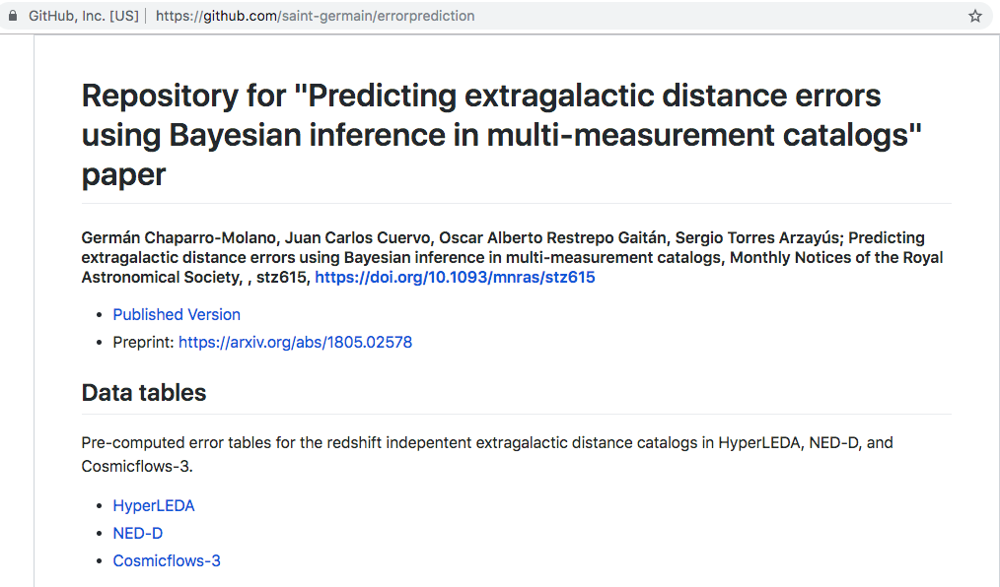 GitHub, Inc. [US] | https://github.com/saint-germain/errorprediction
Repository for "Predicting extragalactic distance errors
using Bayesian inference in multi-measurement catalogs"
paper
Germán Chaparro-Molano, Juan Carlos Cuervo, Oscar Alberto Restrepo Gaitán, Sergio Torres Arzayús; Predicting
extragalactic distance errors using Bayesian inference in multi-measurement catalogs, Monthly Notices of the Royal
Astronomical Society, , stz615, https://doi.org/10.1093/mnras/stz615
• Published Version
• Preprint: https://arxiv.org/abs/1805.02578
Data tables
Pre-computed error tables for the redshift indepentent extragalactic distance catalogs in HyperLEDA, NED-D, and
Cosmicflows-3.
• HyperLEDA
• NED-D
• Cosmicflows-3